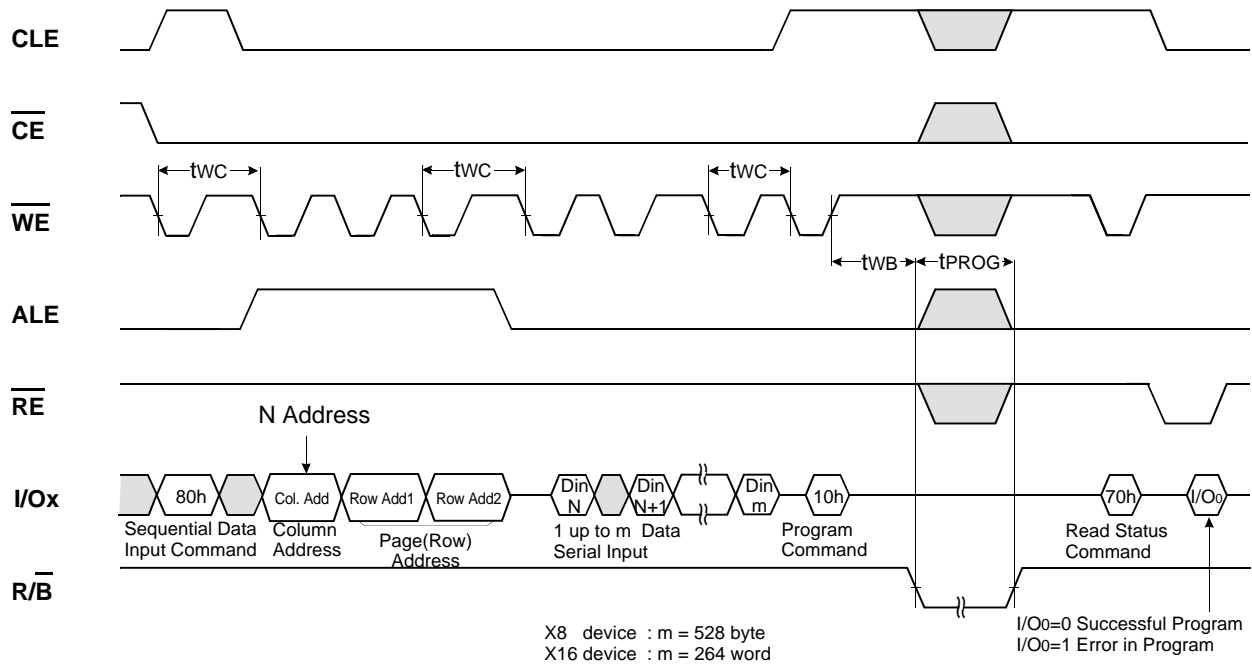 CLE
CE
tWC tWC tWC
WE
tWB tPROG
ALE
RE
N Address
I/Ox
80h Col. Add Row Add1 Row Add2 Din N Din N+1 Din m 10h 70h I/O0
Sequential Data Input Command
Column Address
Page(Row) Address
1 up to m Data
Serial Input
Program Command
Read Status Command
R/B
X8 device : m = 528 byte
X16 device : m = 264 word
I/O0=0 Successful Program
I/O0=1 Error in Program